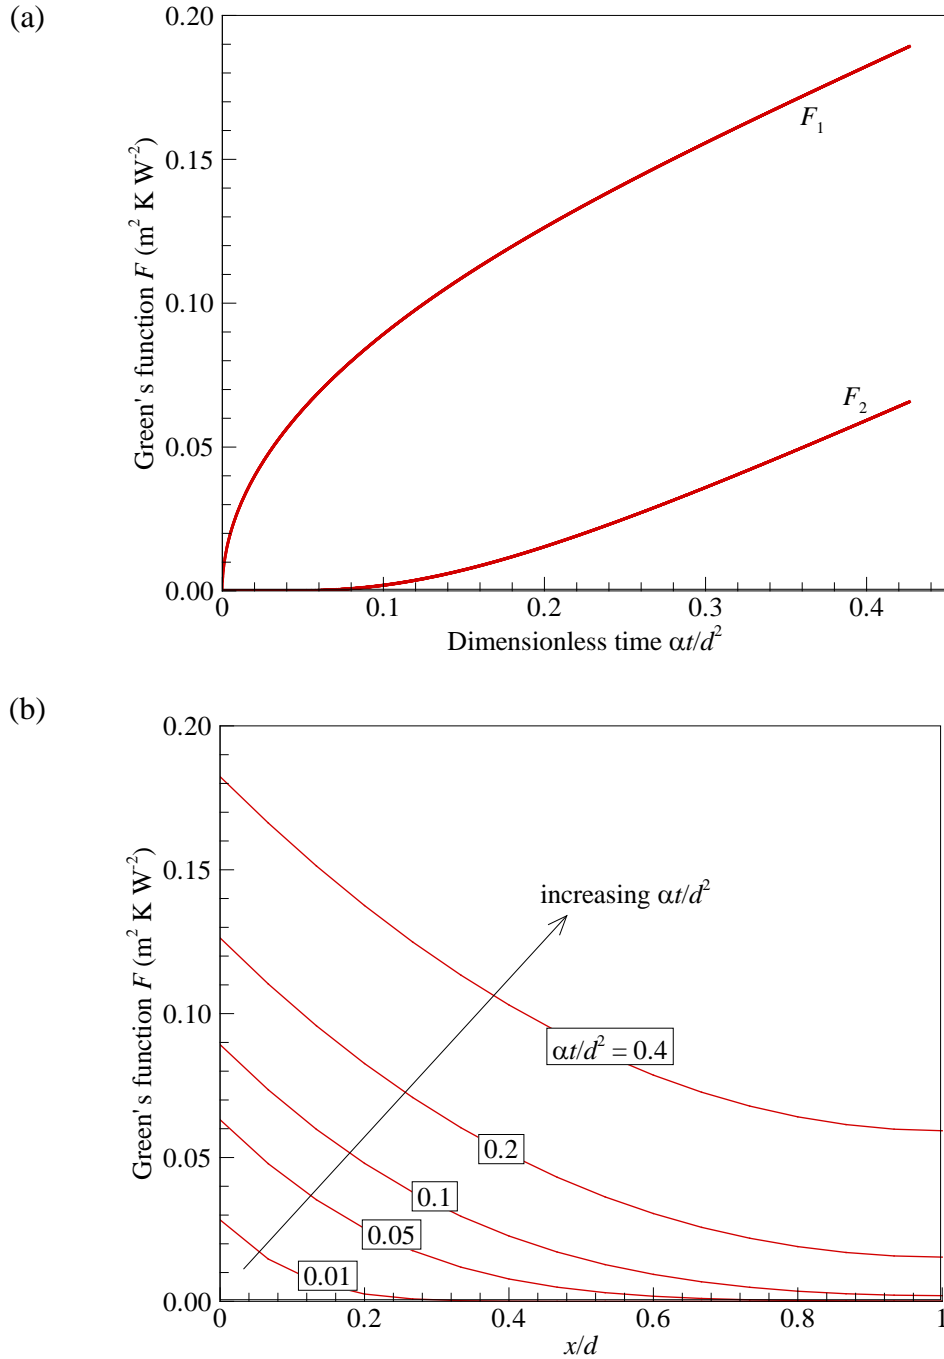 (a)
0.20
0.15
0.10
0.05
0.00
Green's function F (m² K W⁻²)
F₁
F₂
0
0.1
0.2
0.3
0.4
Dimensionless time αt/d²
(b)
0.20
0.15
0.10
0.05
0.00
Green's function F (m² K W⁻²)
increasing αt/d²
αt/d² = 0.4
0.2
0.1
0.05
0.01
0
0.2
0.4
0.6
0.8
1
x/d